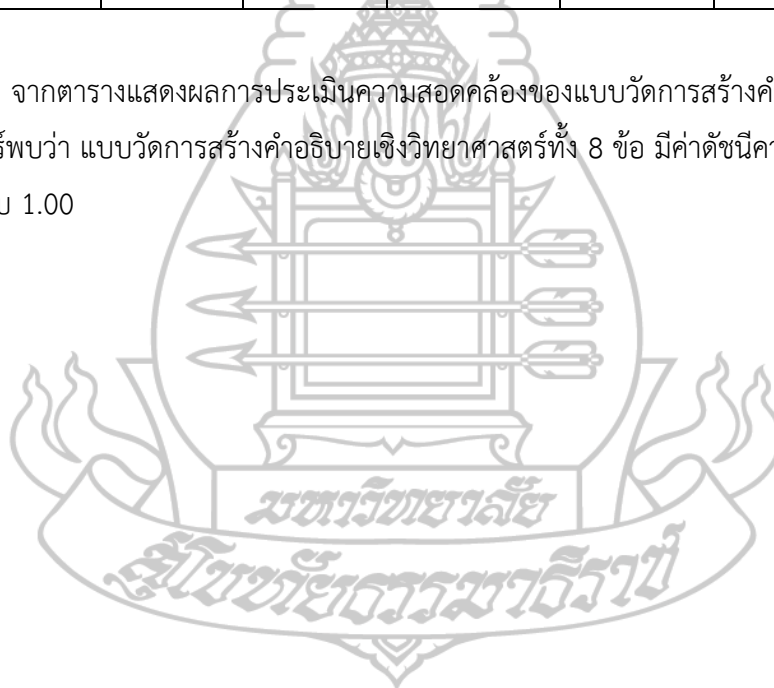 จากตารางแสดงผลการประเมินความสอดคล้องของแบบวัดการสร้างคำ
พบว่า แบบวัดการสร้างคำอธิบายเชิงวิทยาศาสตร์ทั้ง 8 ข้อ มีค่าดัชนี
1.00
มหาวิทยาลัย
สุโขทัยธรรมาธิราช